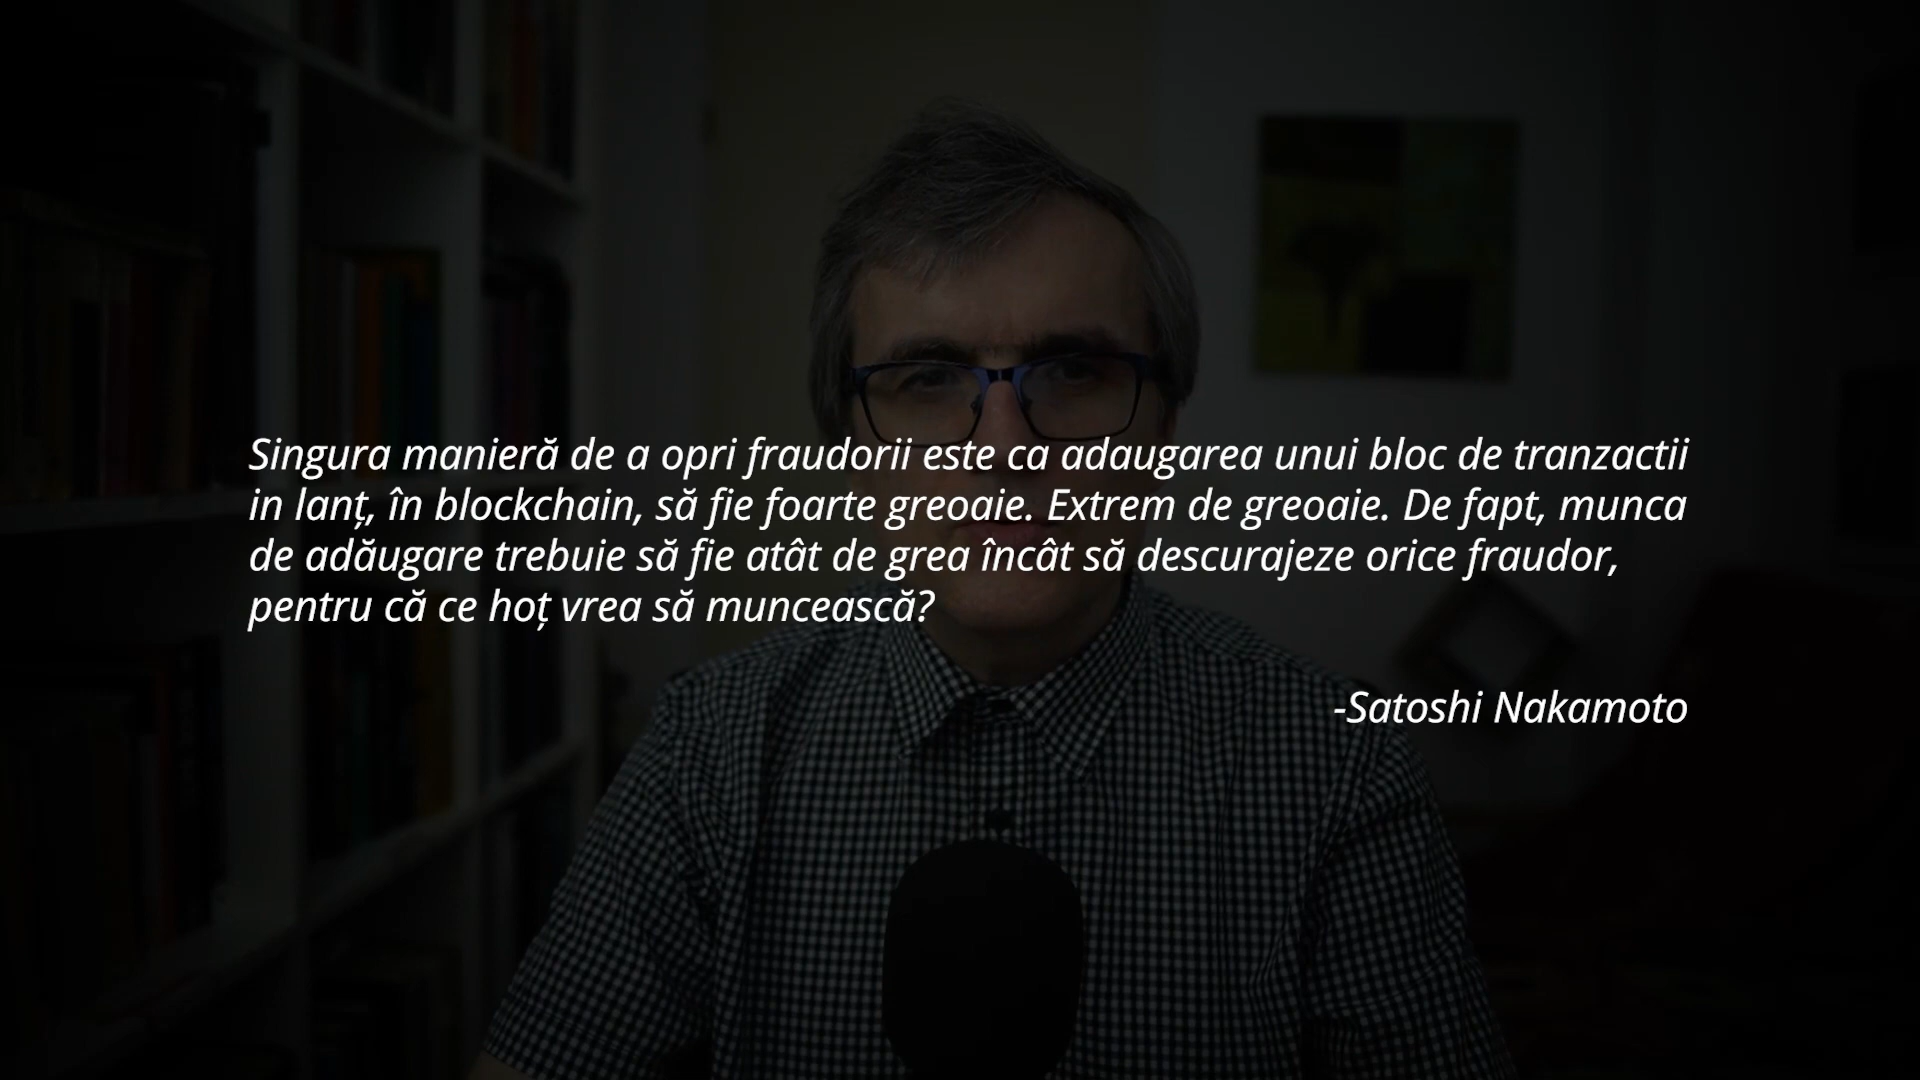 Singura manieră de a opri fraudorii este ca adaugarea unui bloc de tranzactii
in lanț, în blockchain, să fie foarte greoaie. Extrem de greoaie. De fapt, munca
de adăugare trebuie să fie atât de grea încât să descurajeze orice fraudor,
pentru că ce hoț vrea să muncească?
-Satoshi Nakamoto